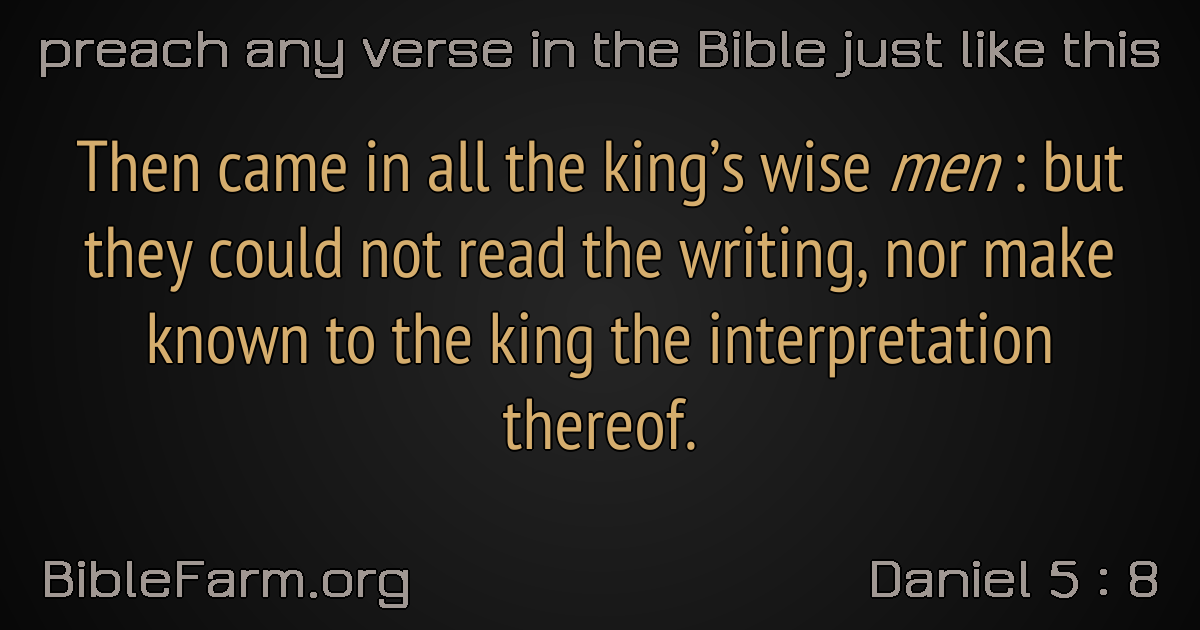 preach any verse in the Bible just like this
Then came in all the king’s wise men : but
they could not read the writing, nor make
known to the king the interpretation
thereof.
BibleFarm.org
Daniel 5 : 8